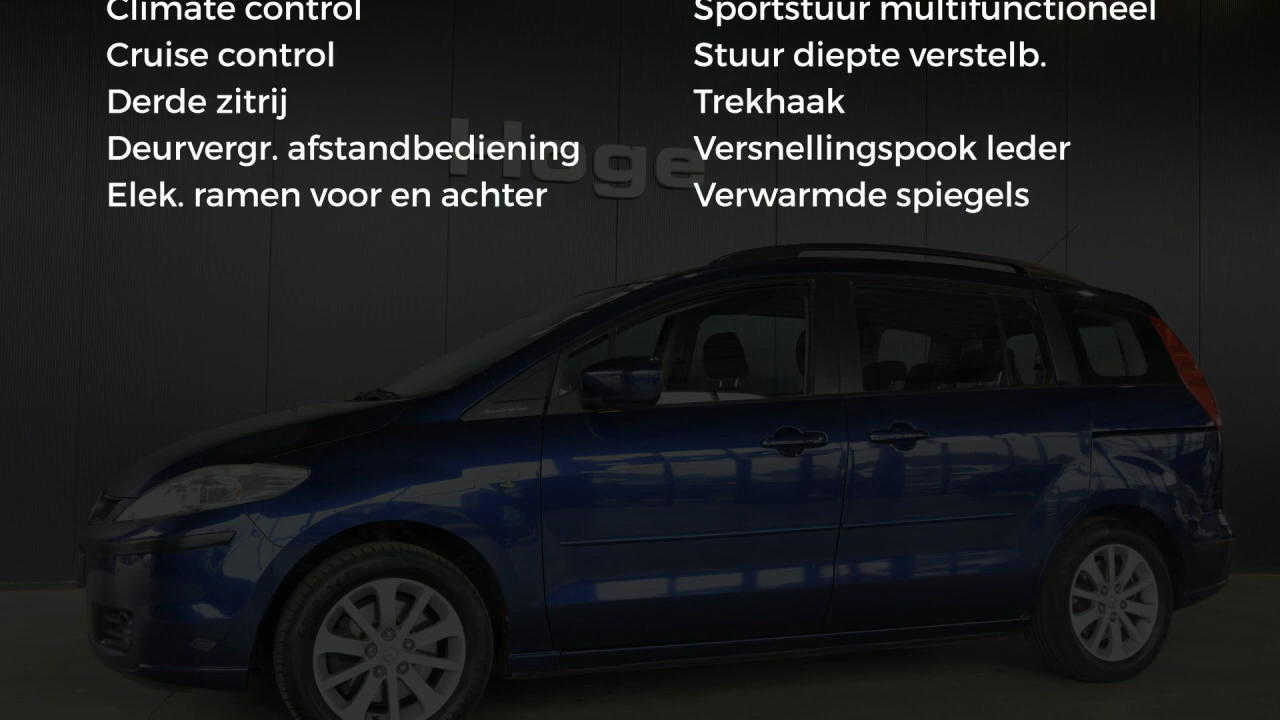 Climate control
Cruise control
Derde zitrij
Deurvergr. afstandbediening
Elek. ramen voor en achter
Sportstuur multifunctioneel
Stuur diepte verstelb.
Trekhaak
Versnellingspook leder
Verwarmde spiegels
Hoge